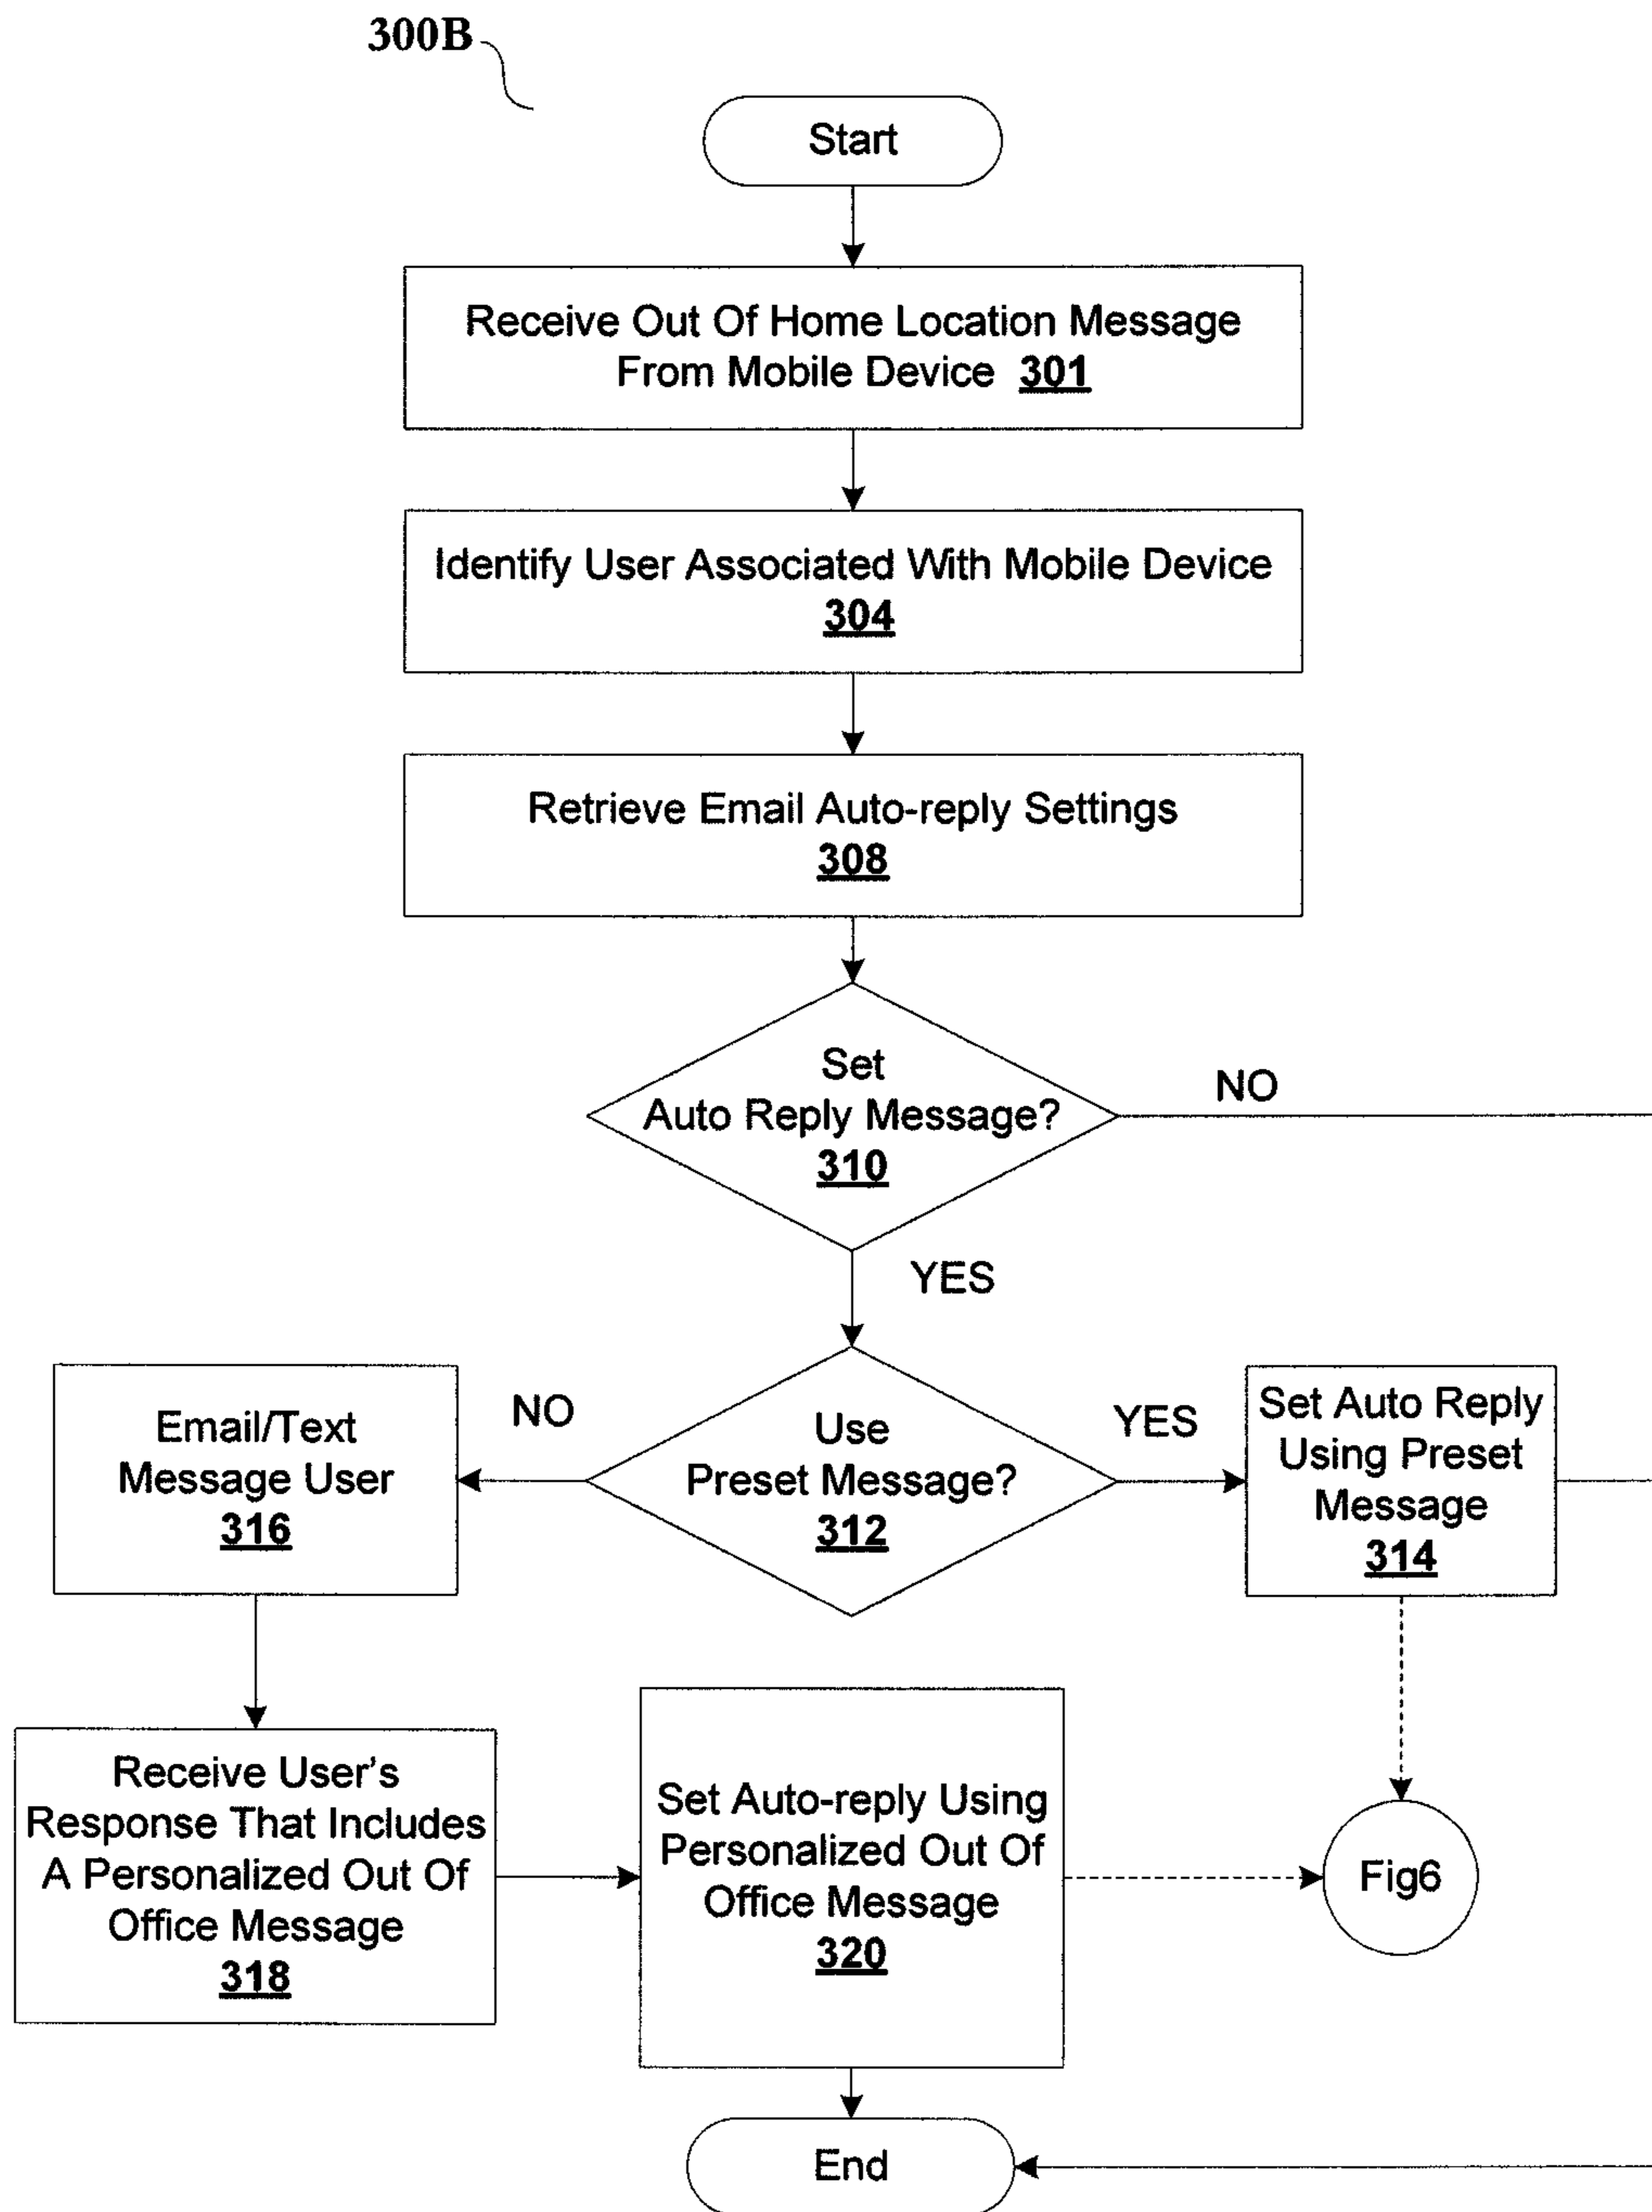 300B
Start
Receive Out Of Home Location Message
From Mobile Device 301
Identify User Associated With Mobile Device
304
Retrieve Email Auto-reply Settings
308
Set
Auto Reply Message?
310
NO
YES
Use
Preset Message?
312
NO
YES
Email/Text
Message User
316
Set Auto Reply
Using Preset
Message
314
Receive User's
Response That Includes
A Personalized Out Of
Office Message
318
Set Auto-reply Using
Personalized Out Of
Office Message
320
Fig6
End